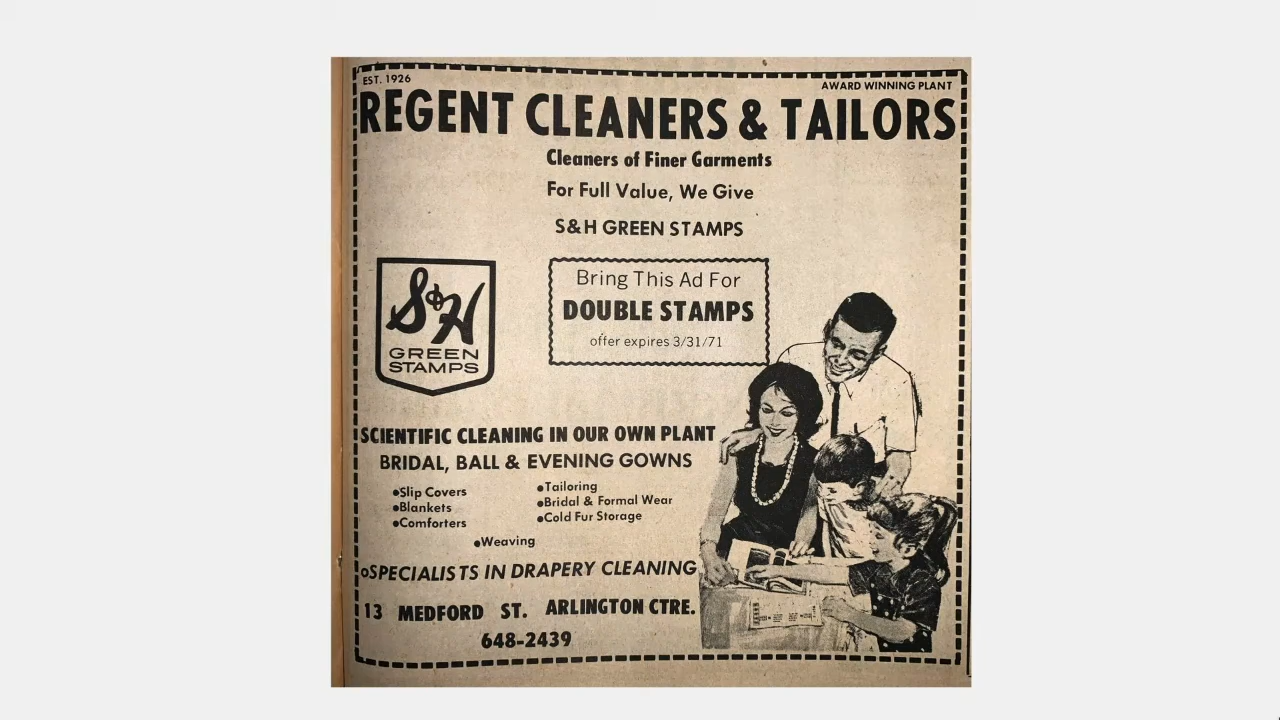 EST. 1926
AWARD WINNING PLANT
REGENT CLEANERS & TAILORS
Cleaners of Finer Garments
For Full Value, We Give
S&H GREEN STAMPS
S&H
GREEN
STAMPS
Bring This Ad For
DOUBLE STAMPS
offer expires 3/31/71
SCIENTIFIC CLEANING IN OUR OWN PLANT
BRIDAL, BALL & EVENING GOWNS
●Slip Covers
●Blankets
●Comforters
●Tailoring
●Bridal & Formal Wear
●Cold Fur Storage
●Weaving
oSPECIALISTS IN DRAPERY CLEANING
13 MEDFORD ST. ARLINGTON CTRE.
648-2439